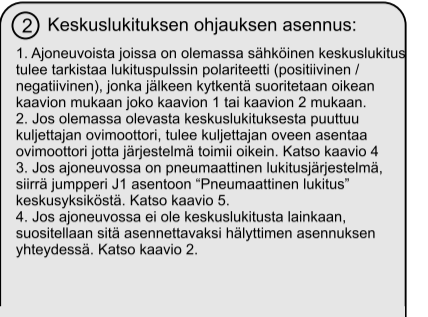 2 Keskuslukituksen ohjauksen asennus:
1. Ajoneuvoista joissa on olemassa sähköinen keskuslukitus
tulee tarkistaa lukituspulssin polariteetti (positiivinen /
negatiivinen), jonka jälkeen kytkentä suoritetaan oikean
kaavion mukaan joko kaavion 1 tai kaavion 2 mukaan.
2. Jos olemassa olevasta keskuslukituksesta puuttuu
kuljettajan ovimoottori, tulee kuljettajan oveen asentaa
ovimoottori jotta järjestelmä toimii oikein. Katso kaavio 4
3. Jos ajoneuvossa on pneumaattinen lukitusjärjestelmä,
siirrä jumpperi J1 asentoon “Pneumaattinen lukitus”
keskusyksiköstä. Katso kaavio 5.
4. Jos ajoneuvossa ei ole keskuslukitusta lainkaan,
suositellaan sitä asennettavaksi hälyttimen asennuksen
yhteydessä. Katso kaavio 2.